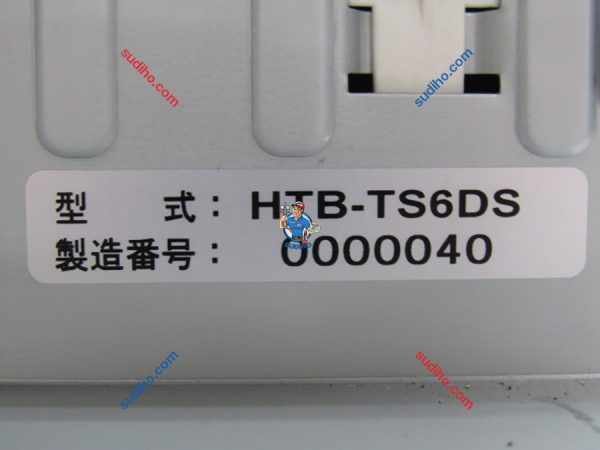 sudiho.com
sudiho.com
型　式： HTB-TS6DS
製造番号： 0000040
sudiho.com
sudiho.com